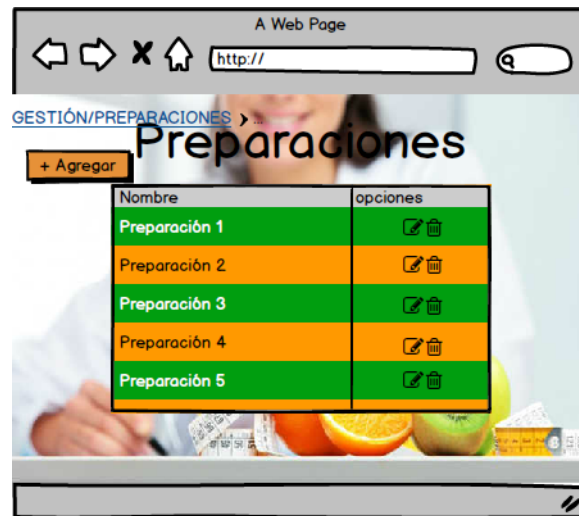 A Web Page
http://
GESTIÓN/PREPARACIONES > ...
Preparaciones
+ Agregar
Nombre opciones
Preparación 1
Preparación 2
Preparación 3
Preparación 4
Preparación 5